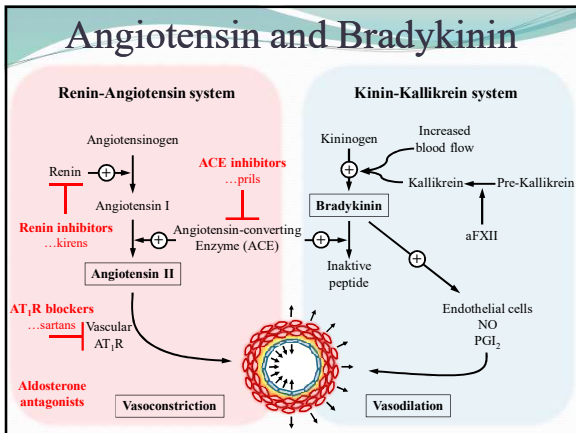 Angiotensin and Bradykinin
Renin-Angiotensin system
Angiotensinogen
Renin
+
ACE inhibitors
…prils
Angiotensin I
Renin inhibitors
…kirens
+
Angiotensin-converting
Enzyme (ACE)
+
Angiotensin II
AT₁R blockers
…sartans
Vascular
AT₁R
Aldosterone
antagonists
Vasoconstriction
Kinin-Kallikrein system
Kininogen
Increased
blood flow
+
Kallikrein
Pre-Kallikrein
Bradykinin
aFXII
+
Inaktive
peptide
Endothelial cells
NO
PGI₂
Vasodilation